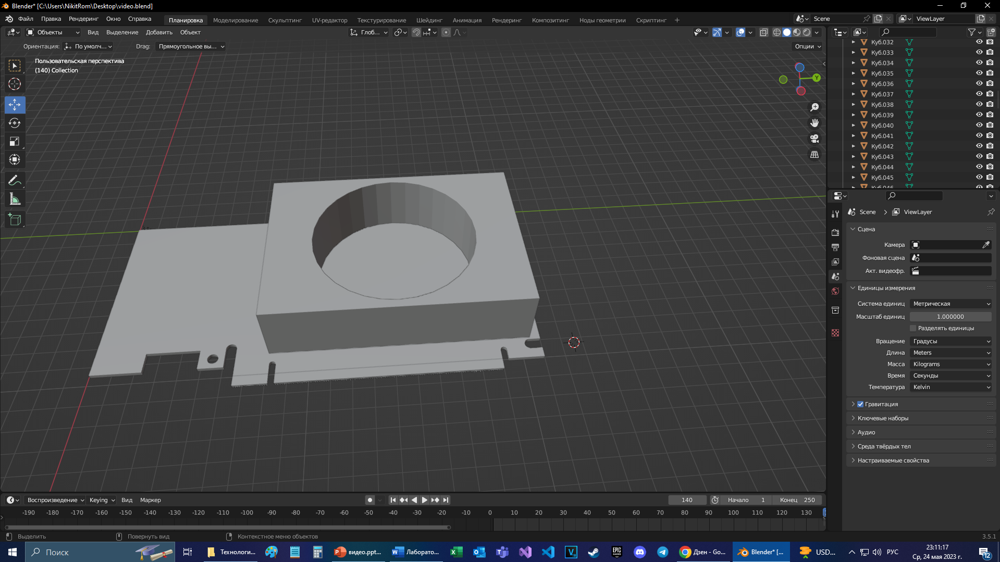 Blender* [C:\Users\NikitRom\Desktop\video.blend]
Файл Правка Рендеринг Окно Справка Планировка Моделирование Скульптинг UV-редактор Текстурирование Шейдинг Анимация Рендеринг Композитинг Ноды геометрии Скриптинг + Scene ViewLayer
Объекты Вид Выделение Добавить Объект Глоб...
Ориентация: По умолч... Drag: Прямоугольное вы... Опции
Пользовательская перспектива
(140) Collection
Y
Куб.032
Куб.033
Куб.034
Куб.035
Куб.036
Куб.037
Куб.038
Куб.039
Куб.040
Куб.041
Куб.042
Куб.043
Куб.044
Куб.045
Куб.046
Scene > ViewLayer
Сцена
Камера
Фоновая сцена
Акт. видеофр.
Единицы измерения
Система единиц Метрическая
Масштаб единиц 1.000000
Разделять единицы
Вращение Градусы
Длина Meters
Масса Kilograms
Время Секунды
Температура Kelvin
Гравитация
Ключевые наборы
Аудио
Среда твёрдых тел
Настраиваемые свойства
Воспроизведение Keying Вид Маркер 140 Начало 1 Конец 250
-190 -180 -170 -160 -150 -140 -130 -120 -110 -100 -90 -80 -70 -60 -50 -40 -30 -20 -10 0 10 20 30 40 50 60 70 80 90 100 110 120 130
Выделить Повернуть вид Контекстное меню объектов 3.5.1
Поиск Технологи... видео.ppt... Лаборато... Дзен - Go... Blender* [... USD... РУС
23:11:17
Ср, 24 мая 2023 г.
12